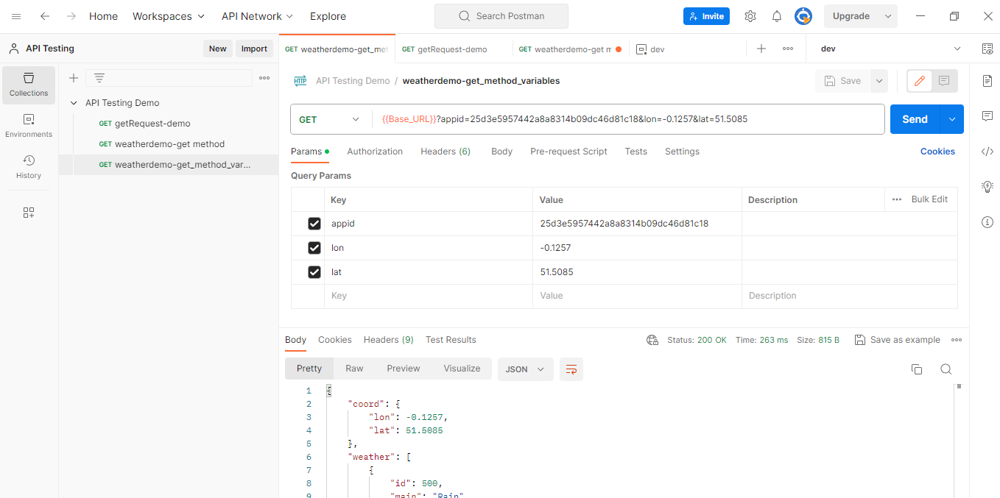 Home Workspaces API Network Explore Search Postman Invite Upgrade
API Testing New Import GET weatherdemo-get_met GET getRequest-demo GET weatherdemo-get m dev dev
Collections
Environments
History
API Testing Demo
GET getRequest-demo
GET weatherdemo-get method
GET weatherdemo-get_method_var...
HTTP API Testing Demo / weatherdemo-get_method_variables Save
GET {{Base_URL}}?appid=25d3e5957442a8a8314b09dc46d81c18&lon=-0.1257&lat=51.5085 Send
Params Authorization Headers (6) Body Pre-request Script Tests Settings Cookies
Query Params
Key Value Description Bulk Edit
appid 25d3e5957442a8a8314b09dc46d81c18
lon -0.1257
lat 51.5085
Key Value Description
Body Cookies Headers (9) Test Results Status: 200 OK Time: 263 ms Size: 815 B Save as example
Pretty Raw Preview Visualize JSON
1 {
2 "coord": {
3 "lon": -0.1257,
4 "lat": 51.5085
5 },
6 "weather": [
7 {
8 "id": 500,
9 "main": "Rain"